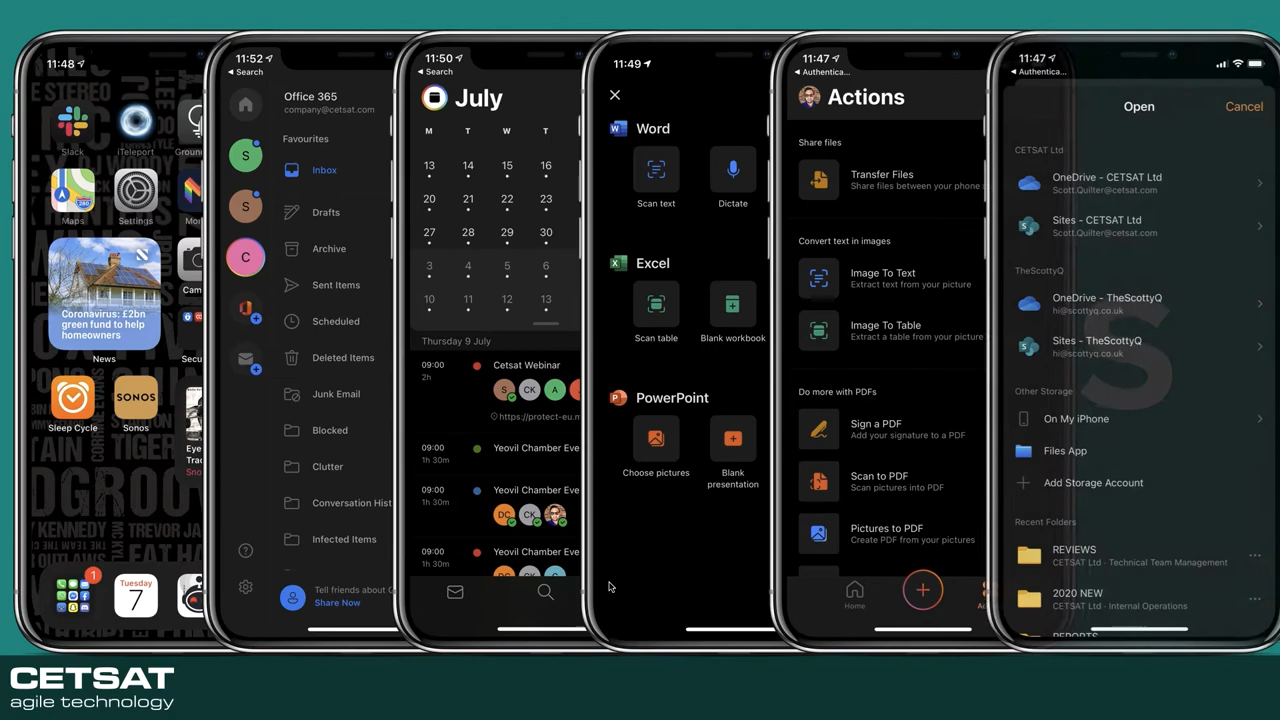 11:48
Slack
iTeleport
Maps
Settings
Coronavirus: £2bn
green fund to help
homeowners
News
Sleep Cycle
SONOS
Sonos
1
Tuesday
7
11:52
Search
Office 365
company@cetsat.com
Favourites
S
S
C
Inbox
Drafts
Archive
Sent Items
Scheduled
Deleted Items
Junk Email
Blocked
Clutter
Conversation Hist
Infected Items
Tell friends about
Share Now
11:50
Search
July
M T W T
13 14 15 16
20 21 22 23
27 28 29 30
3 4 5 6
10 11 12 13
Thursday 9 July
09:00
2h
Cetsat Webinar
S CK A
https://protect-eu.m
09:00
1h 30m
Yeovil Chamber Eve
09:00
1h 30m
Yeovil Chamber Eve
DC CK
09:00
1h 30m
Yeovil Chamber Eve
11:49
Word
Scan text
Dictate
Excel
Scan table
Blank workbook
PowerPoint
Choose pictures
Blank
presentation
11:47
Authentica...
Actions
Share files
Transfer Files
Share files between your phone
Convert text in images
Image To Text
Extract text from your picture
Image To Table
Extract a table from your picture
Do more with PDFs
Sign a PDF
Add your signature to a PDF
Scan to PDF
Scan pictures into PDF
Pictures to PDF
Create PDF from your pictures
Home
11:47
Authentica...
Open
Cancel
CETSAT Ltd
OneDrive - CETSAT Ltd
Scott.Quilter@cetsat.com
Sites - CETSAT Ltd
Scott.Quilter@cetsat.com
TheScottyQ
OneDrive - TheScottyQ
hi@scottyq.co.uk
Sites - TheScottyQ
hi@scottyq.co.uk
Other Storage
On My iPhone
Files App
Add Storage Account
Recent Folders
REVIEWS
CETSAT Ltd · Technical Team Management
2020 NEW
CETSAT Ltd · Internal Operations
REPORTS
CETSAT
agile technology